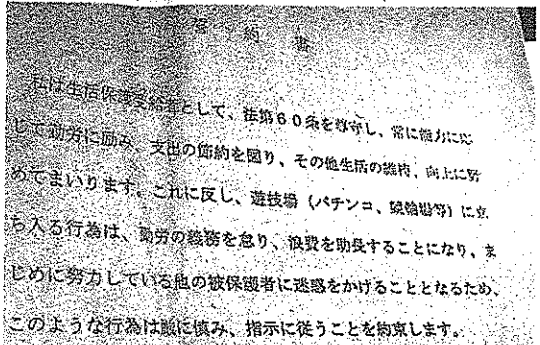 誓約書
私は生活保護受給者として、法第60条を尊守し、常に能力に応
じて勤労に励み、支出の節約を図り、その他生活の維持、向上に努
めてまいります。これに反し、遊技場（パチンコ、競輪場等）に立
ち入る行為は、勤労の義務を怠り、浪費を助長することになり、ま
じめに努力している他の被保護者に迷惑をかけることとなるため、
このような行為は厳に慎み、指示に従うことを約束します。